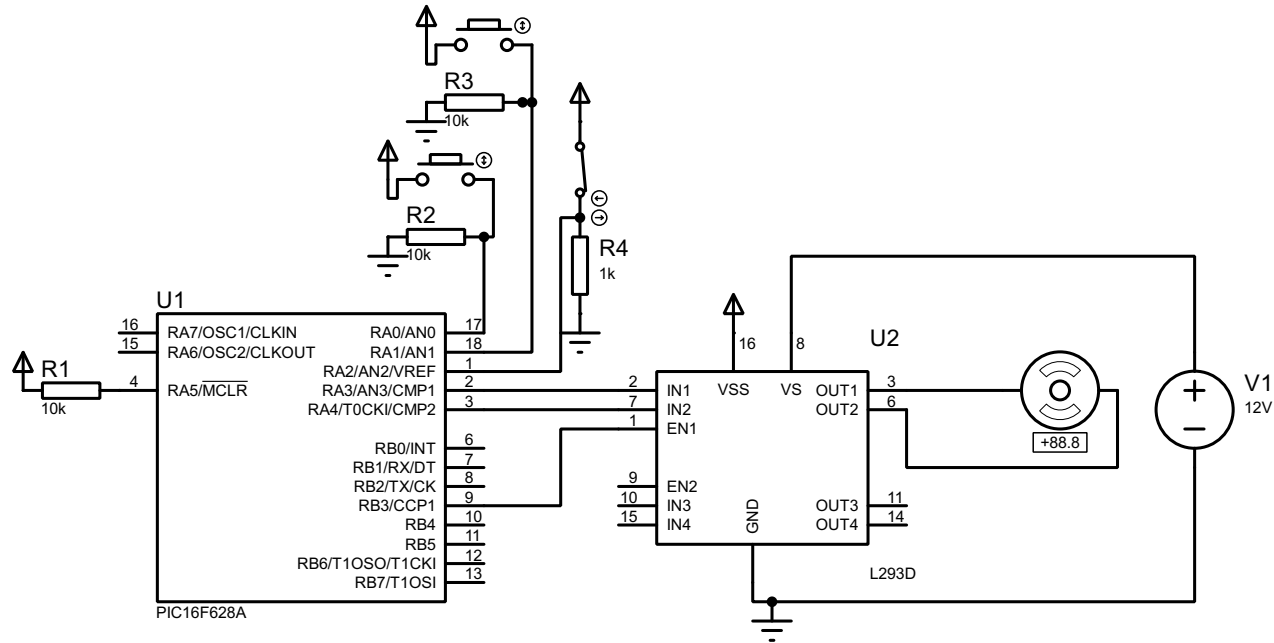 R3
10k
R2
10k
R4
1k
U1
16
RA7/OSC1/CLKIN
RA0/AN0
17
15
RA6/OSC2/CLKOUT
RA1/AN1
18
RA2/AN2/VREF
1
R1
10k
4
RA5/MCLR
RA3/AN3/CMP1
2
RA4/T0CKI/CMP2
3
RB0/INT
6
RB1/RX/DT
7
RB2/TX/CK
8
RB3/CCP1
9
RB4
10
RB5
11
RB6/T1OSO/T1CKI
12
RB7/T1OSI
13
PIC16F628A
16
8
U2
2
IN1
VSS
VS
OUT1
3
7
IN2
OUT2
6
1
EN1
9
EN2
10
IN3
OUT3
11
15
IN4
GND
OUT4
14
L293D
+88.8
V1
12V